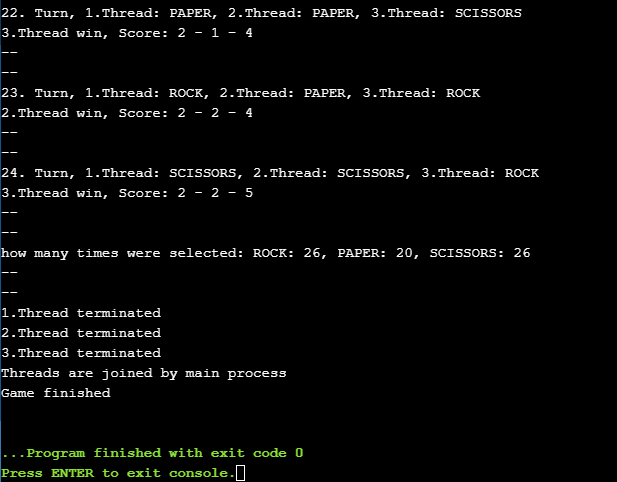 22. Turn, 1.Thread: PAPER, 2.Thread: PAPER, 3.Thread: SCISSORS
3.Thread win, Score: 2 - 1 - 4
--
--
23. Turn, 1.Thread: ROCK, 2.Thread: PAPER, 3.Thread: ROCK
2.Thread win, Score: 2 - 2 - 4
--
--
24. Turn, 1.Thread: SCISSORS, 2.Thread: SCISSORS, 3.Thread: ROCK
3.Thread win, Score: 2 - 2 - 5
--
--
how many times were selected: ROCK: 26, PAPER: 20, SCISSORS: 26
--
--
1.Thread terminated
2.Thread terminated
3.Thread terminated
Threads are joined by main process
Game finished
...Program finished with exit code 0
Press ENTER to exit console.